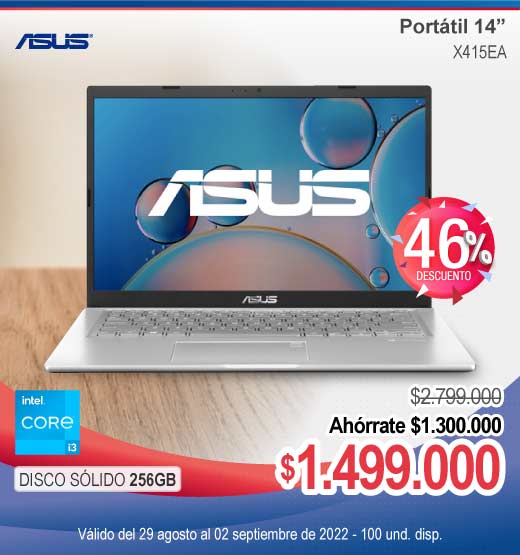 ASUS
Portátil 14”
X415EA
ASUS
ASUS
46%
DESCUENTO
intel.
CORE
i3
$2.799.000
Ahórrate $1.300.000
$1.499.000
DISCO SÓLIDO 256GB
Válido del 29 agosto al 02 septiembre de 2022 - 100 und. disp.